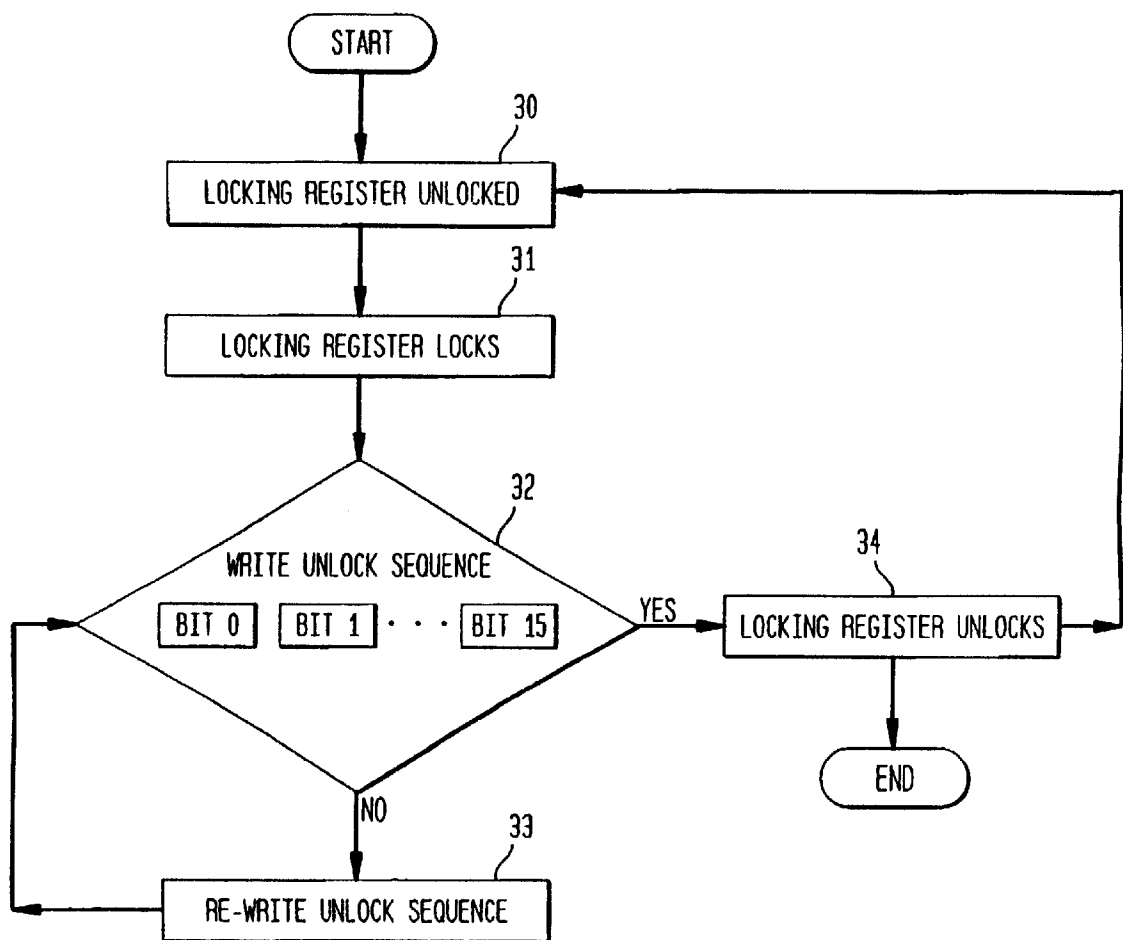 START
30
LOCKING REGISTER UNLOCKED
31
LOCKING REGISTER LOCKS
32
WRITE UNLOCK SEQUENCE
BIT 0 BIT 1 · · · BIT 15
YES
34
LOCKING REGISTER UNLOCKS
END
NO
33
RE-WRITE UNLOCK SEQUENCE